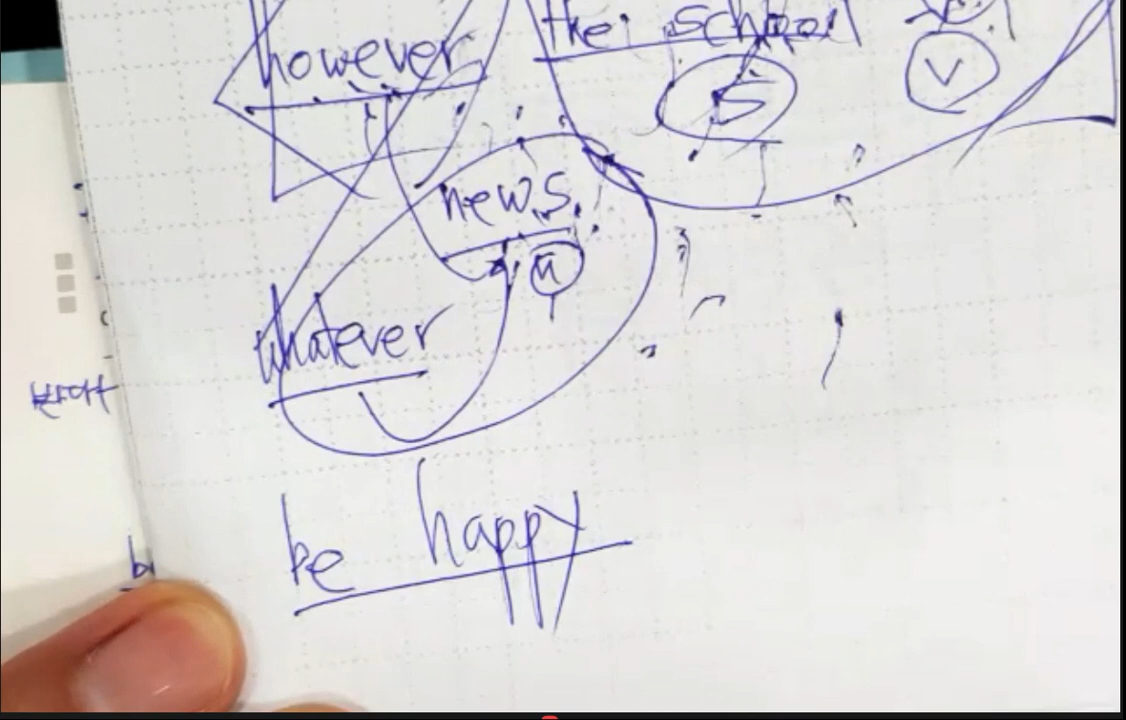 however the school
S V
news
n
whatever
be happy